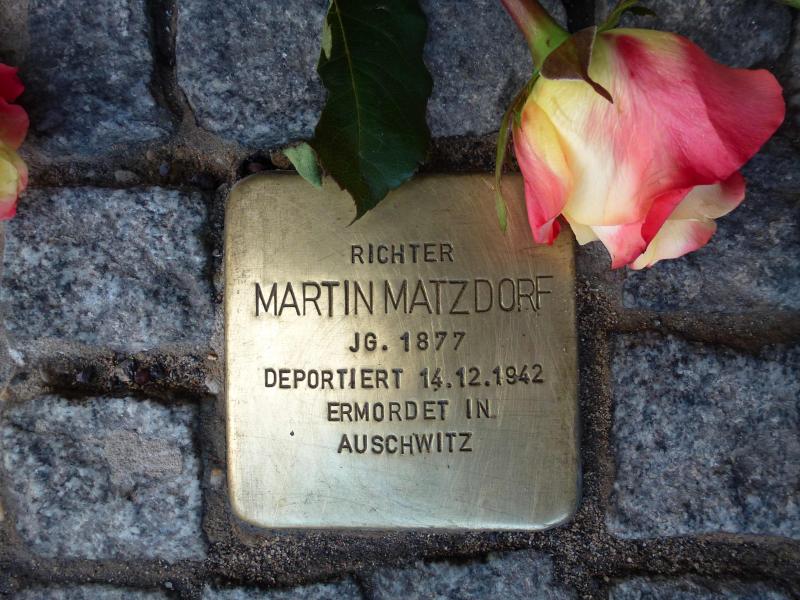 RICHTER
MARTIN MATZDORF
JG. 1877
DEPORTIERT 14.12.1942
ERMORDET IN
AUSCHWITZ